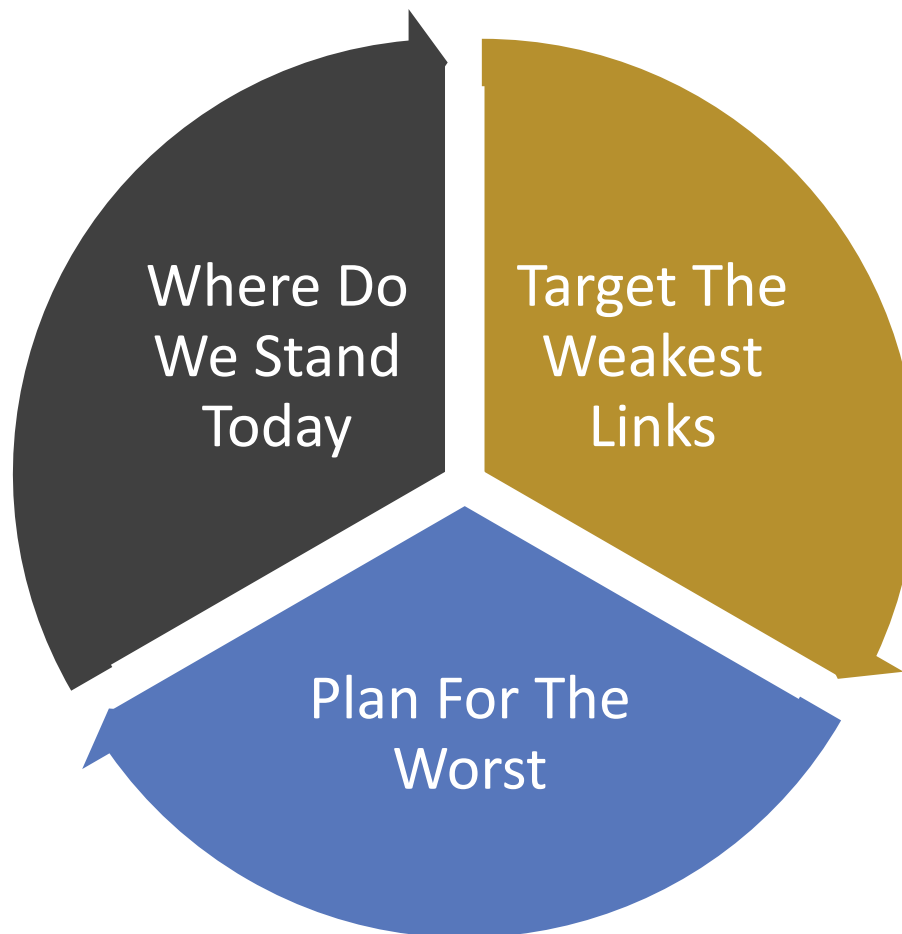 Where Do
We Stand
Today
Target The
Weakest
Links
Plan For The
Worst